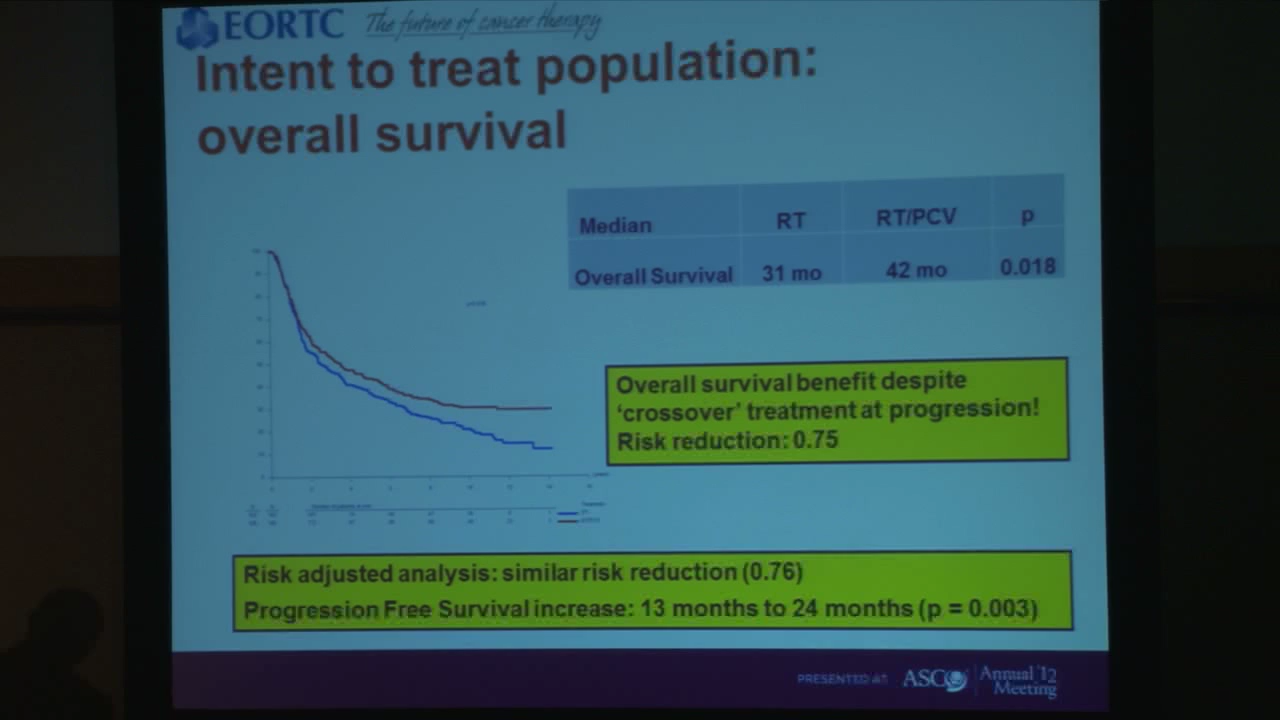 EORTC The future of cancer therapy
Intent to treat population:
overall survival
Median RT RT/PCV p
Overall Survival 31 mo 42 mo 0.018
Overall survival benefit despite
‘crossover’ treatment at progression!
Risk reduction: 0.75
Risk adjusted analysis: similar risk reduction (0.76)
Progression Free Survival increase: 13 months to 24 months (p = 0.003)
PRESENTED AT: ASCO Annual '12
Meeting